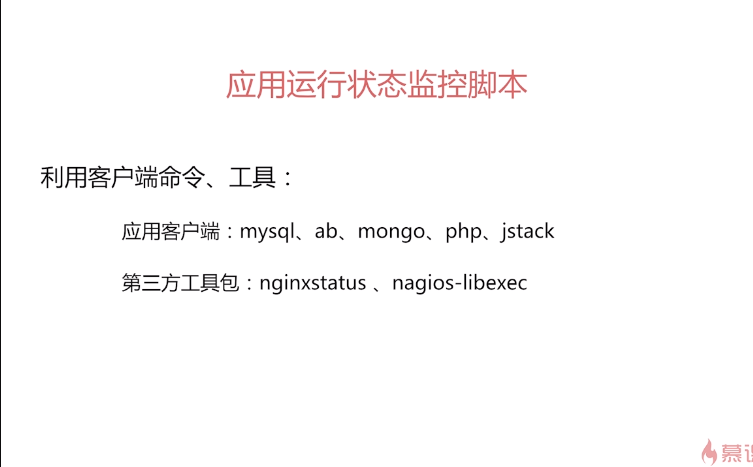 应用运行状态监控脚本
利用客户端命令、工具：
应用客户端：mysql、ab、mongo、php、jstack
第三方工具包：nginxstatus 、nagios-libexec
慕